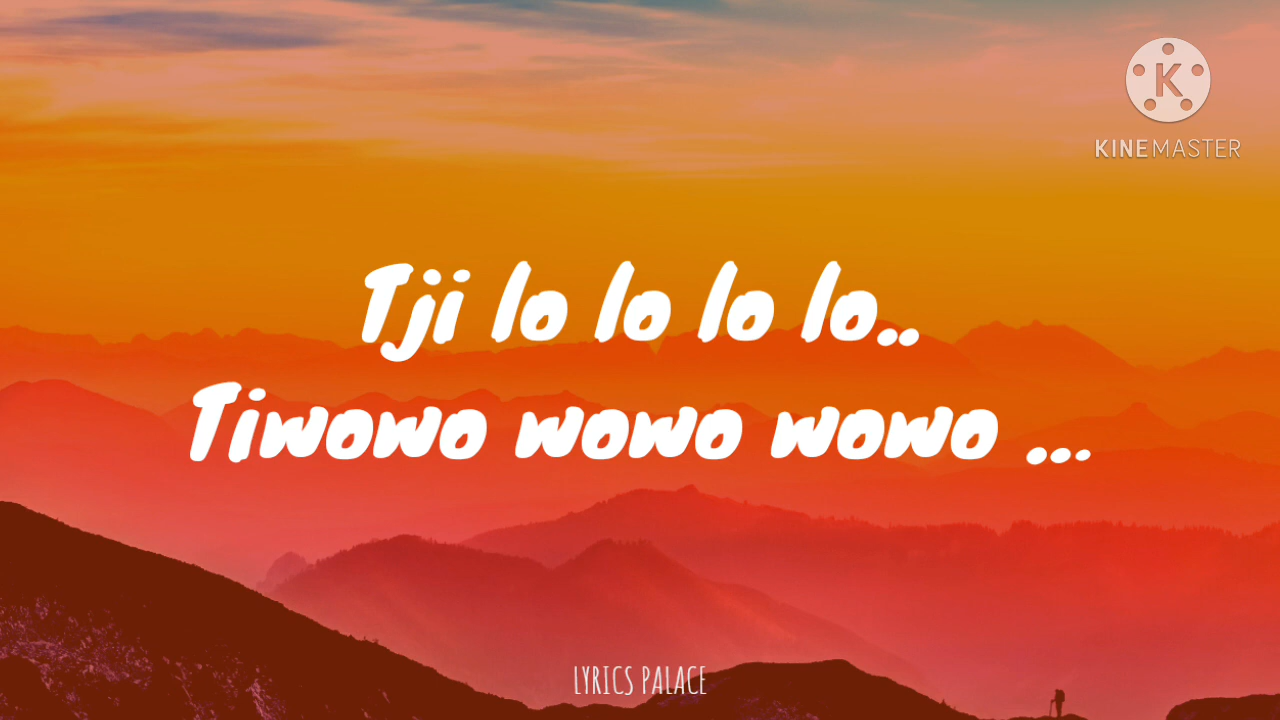 K
KINEMASTER
Tji lo lo lo lo..
Tiwowo wowo wowo ...
LYRICS PALACE